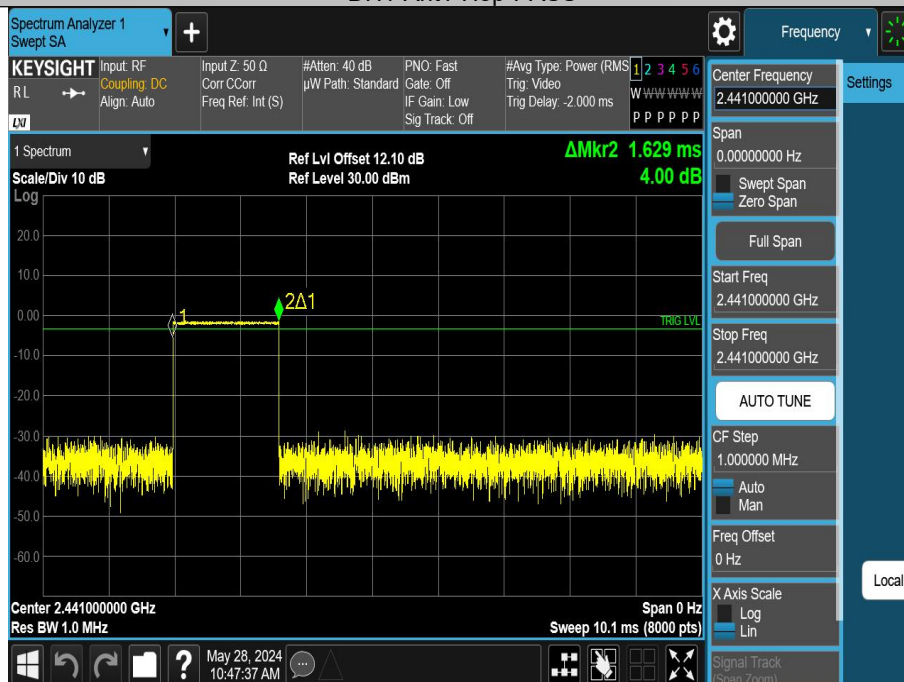 Spectrum Analyzer 1
Swept SA
Frequency
KEYSIGHT
RL
LXI
Input: RF
Coupling: DC
Align: Auto
Input Z: 50 Ω
Corr CCorr
Freq Ref: Int (S)
#Atten: 40 dB
µW Path: Standard
PNO: Fast
Gate: Off
IF Gain: Low
Sig Track: Off
#Avg Type: Power (RMS
Trig: Video
Trig Delay: -2.000 ms
1 2 3 4 5 6
W W W W W W
P P P P P P
1 Spectrum
Scale/Div 10 dB
Log
Ref Lvl Offset 12.10 dB
Ref Level 30.00 dBm
ΔMkr2 1.629 ms
4.00 dB
20.0
10.0
0.00
-10.0
-20.0
-30.0
-40.0
-50.0
-60.0
1
2Δ1
TRIG LVL
Center 2.441000000 GHz
Res BW 1.0 MHz
Span 0 Hz
Sweep 10.1 ms (8000 pts)
May 28, 2024
10:47:37 AM
Center Frequency
2.441000000 GHz
Span
0.00000000 Hz
Swept Span
Zero Span
Full Span
Start Freq
2.441000000 GHz
Stop Freq
2.441000000 GHz
AUTO TUNE
CF Step
1.000000 MHz
Auto
Man
Freq Offset
0 Hz
X Axis Scale
Log
Lin
Signal Track
(Span Zoom)
Settings
Local